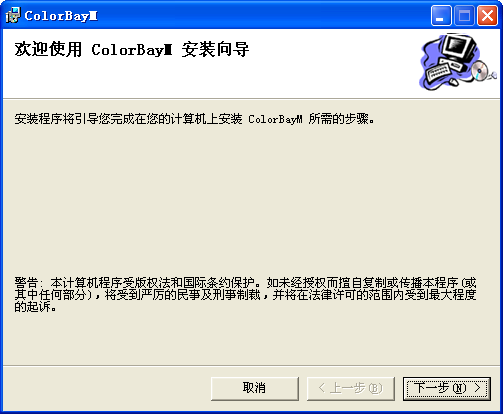 ColorBayM
欢迎使用 ColorBayM 安装向导
安装程序将引导您完成在您的计算机上安装 ColorBayM 所需的步骤。
警告: 本计算机程序受版权法和国际条约保护。如未经授权而擅自复制或传播本程序(或
其中任何部分)，将受到严厉的民事及刑事制裁，并将在法律许可的范围内受到最大程度
的起诉。
取消
< 上一步(B)
下一步(N) >